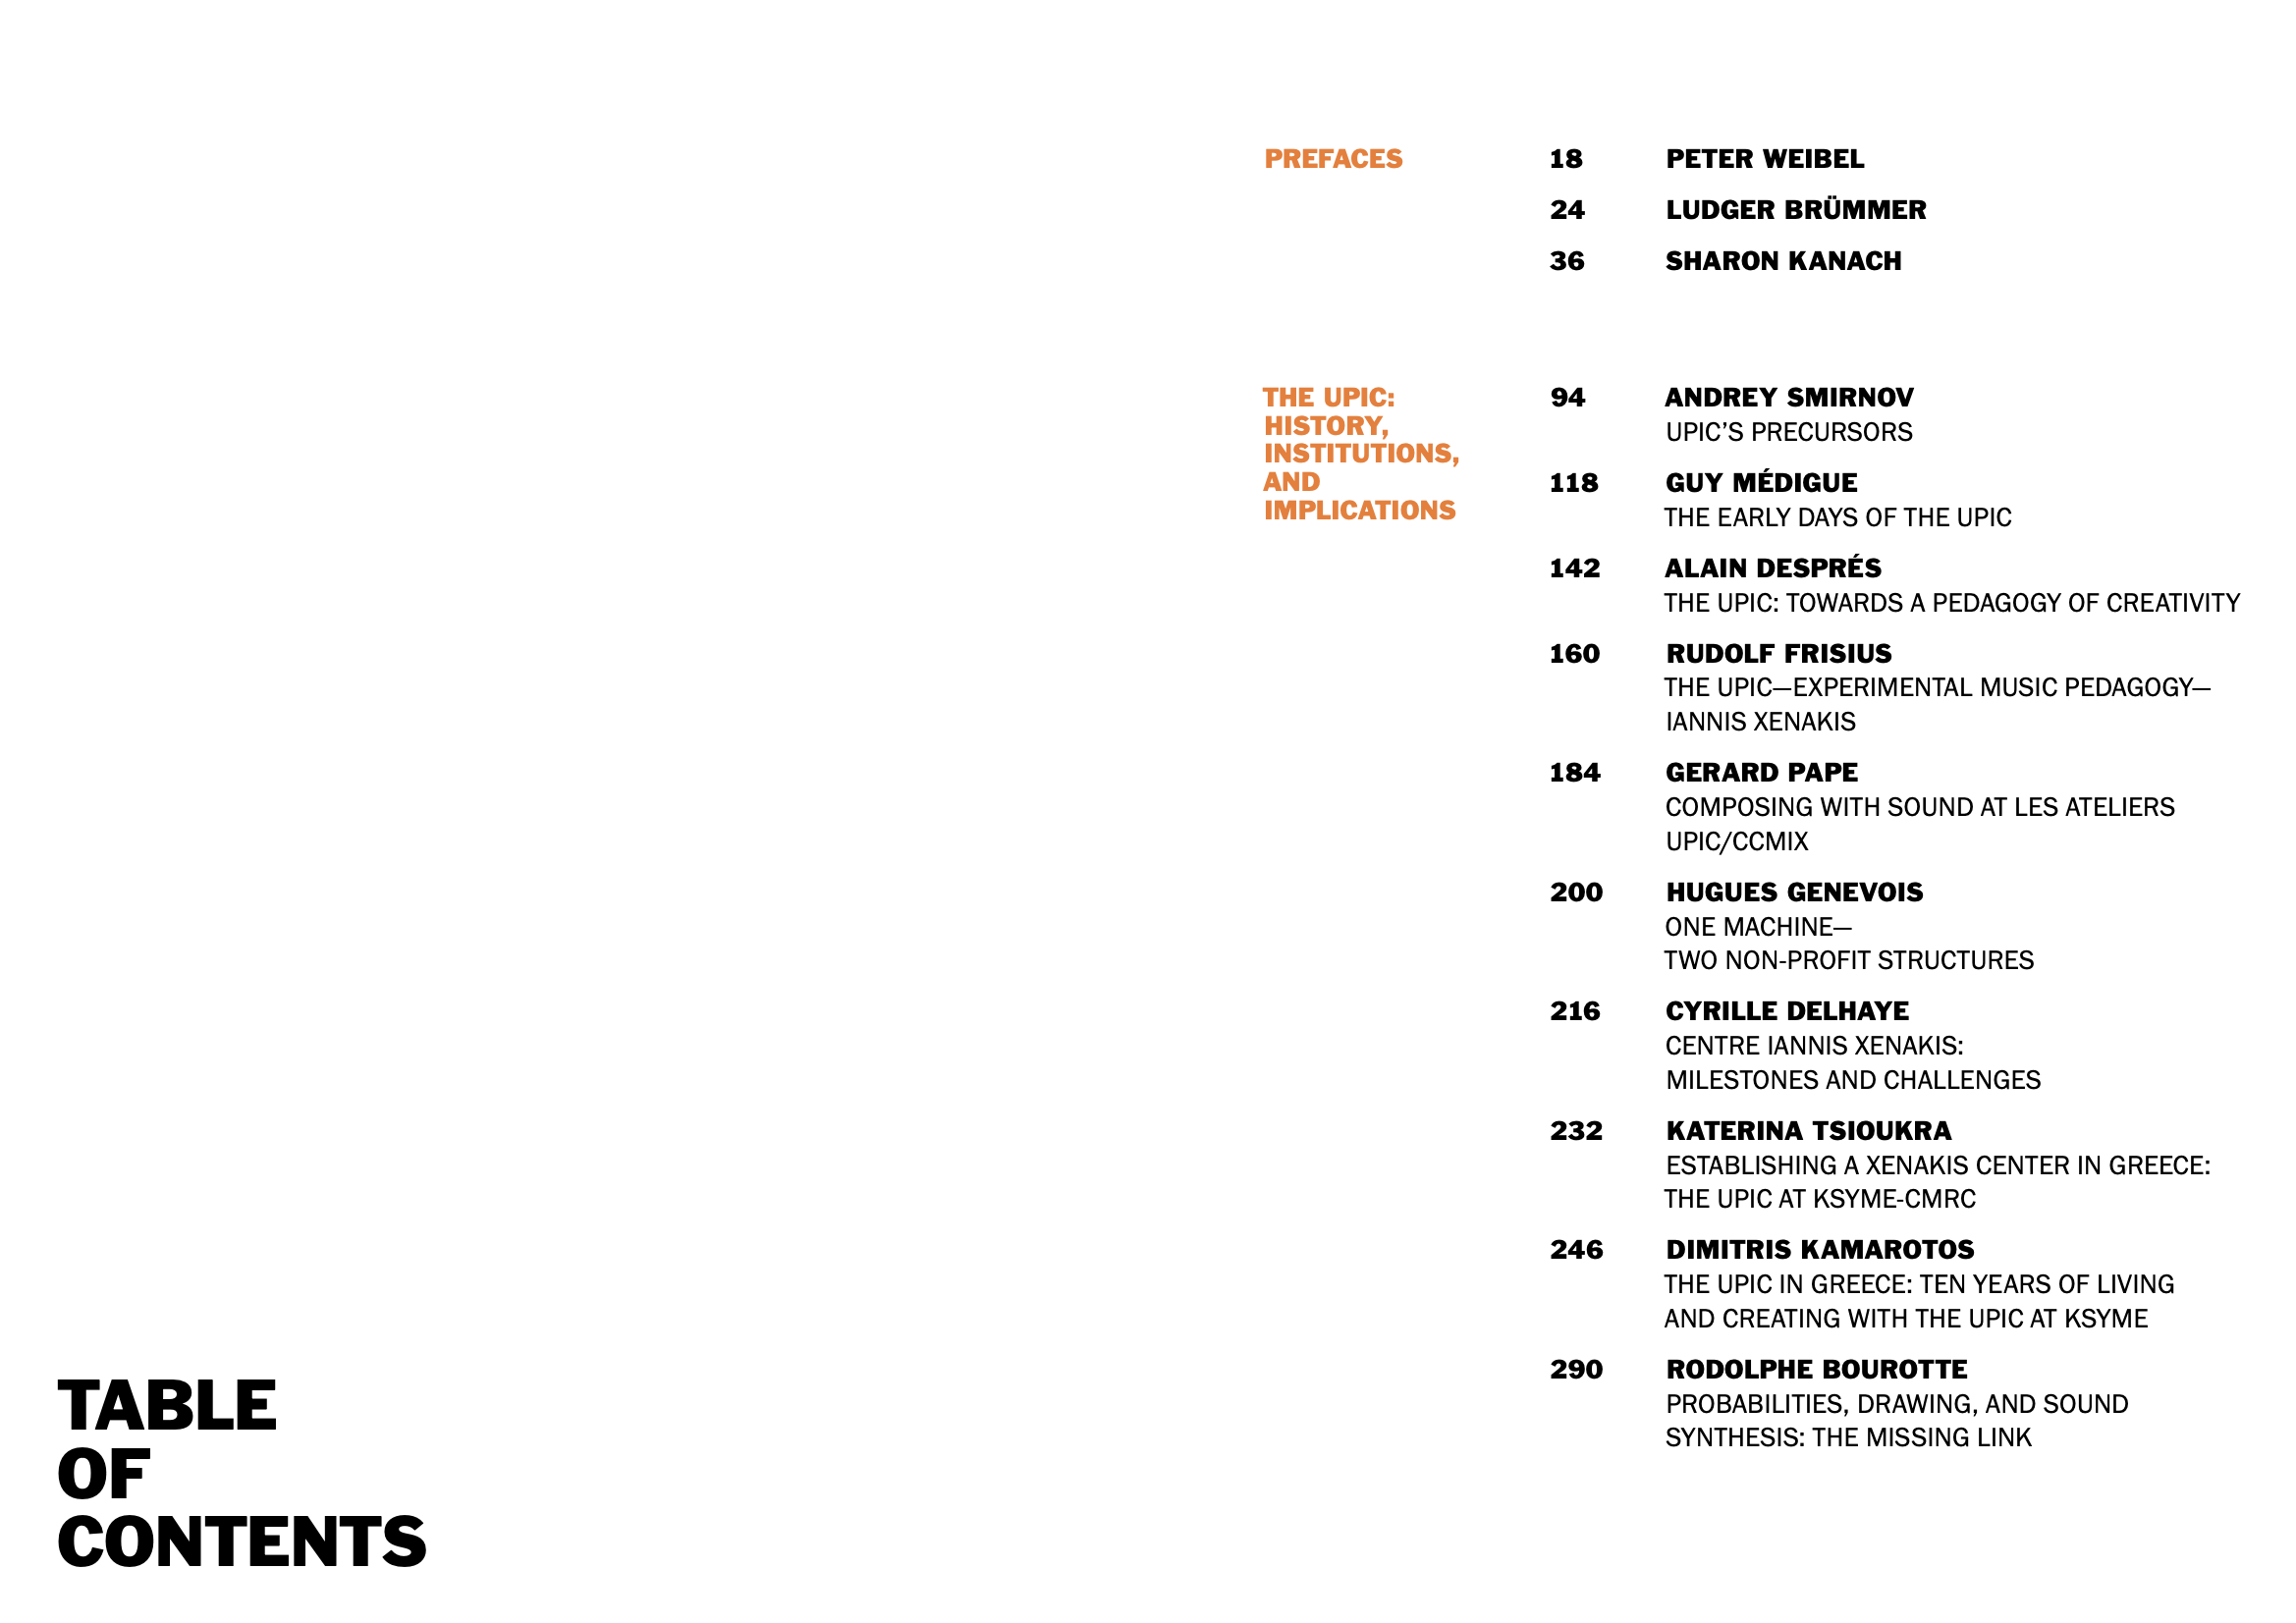 TABLE
OF
CONTENTS
PREFACES
18 PETER WEIBEL
24 LUDGER BRÜMMER
36 SHARON KANACH
THE UPIC:
HISTORY,
INSTITUTIONS,
AND
IMPLICATIONS
94 ANDREY SMIRNOV
UPIC’S PRECURSORS
118 GUY MÉDIGUE
THE EARLY DAYS OF THE UPIC
142 ALAIN DESPRÉS
THE UPIC: TOWARDS A PEDAGOGY OF CREATIVITY
160 RUDOLF FRISIUS
THE UPIC—EXPERIMENTAL MUSIC PEDAGOGY—
IANNIS XENAKIS
184 GERARD PAPE
COMPOSING WITH SOUND AT LES ATELIERS
UPIC/CCMIX
200 HUGUES GENEVOIS
ONE MACHINE—
TWO NON-PROFIT STRUCTURES
216 CYRILLE DELHAYE
CENTRE IANNIS XENAKIS:
MILESTONES AND CHALLENGES
232 KATERINA TSIOUKRA
ESTABLISHING A XENAKIS CENTER IN GREECE:
THE UPIC AT KSYME-CMRC
246 DIMITRIS KAMAROTOS
THE UPIC IN GREECE: TEN YEARS OF LIVING
AND CREATING WITH THE UPIC AT KSYME
290 RODOLPHE BOUROTTE
PROBABILITIES, DRAWING, AND SOUND
SYNTHESIS: THE MISSING LINK